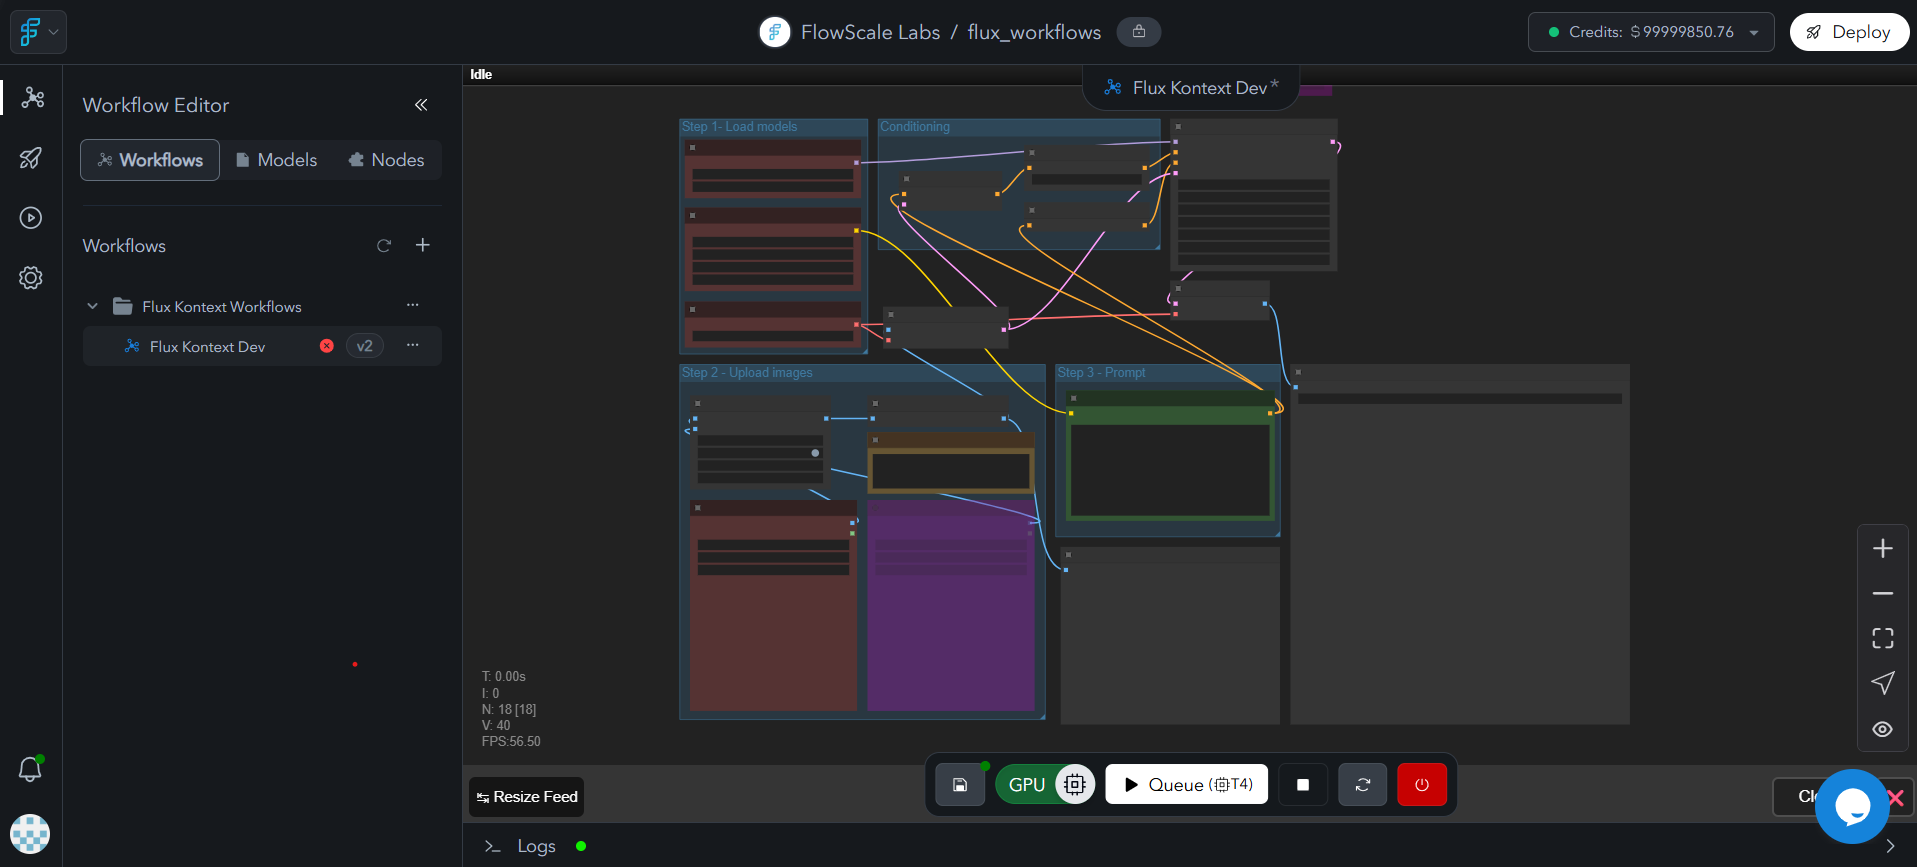 FlowScale Labs / flux_workflows
Credits: $ 99999850.76
Deploy
Idle
Flux Kontext Dev*
Workflow Editor
Workflows
Models
Nodes
Workflows
Flux Kontext Workflows
Flux Kontext Dev
v2
Step 1- Load models
Conditioning
Step 2 - Upload images
Step 3 - Prompt
T: 0.00s
I: 0
N: 18 [18]
V: 40
FPS:56.50
Resize Feed
GPU
Queue (T4)
Logs